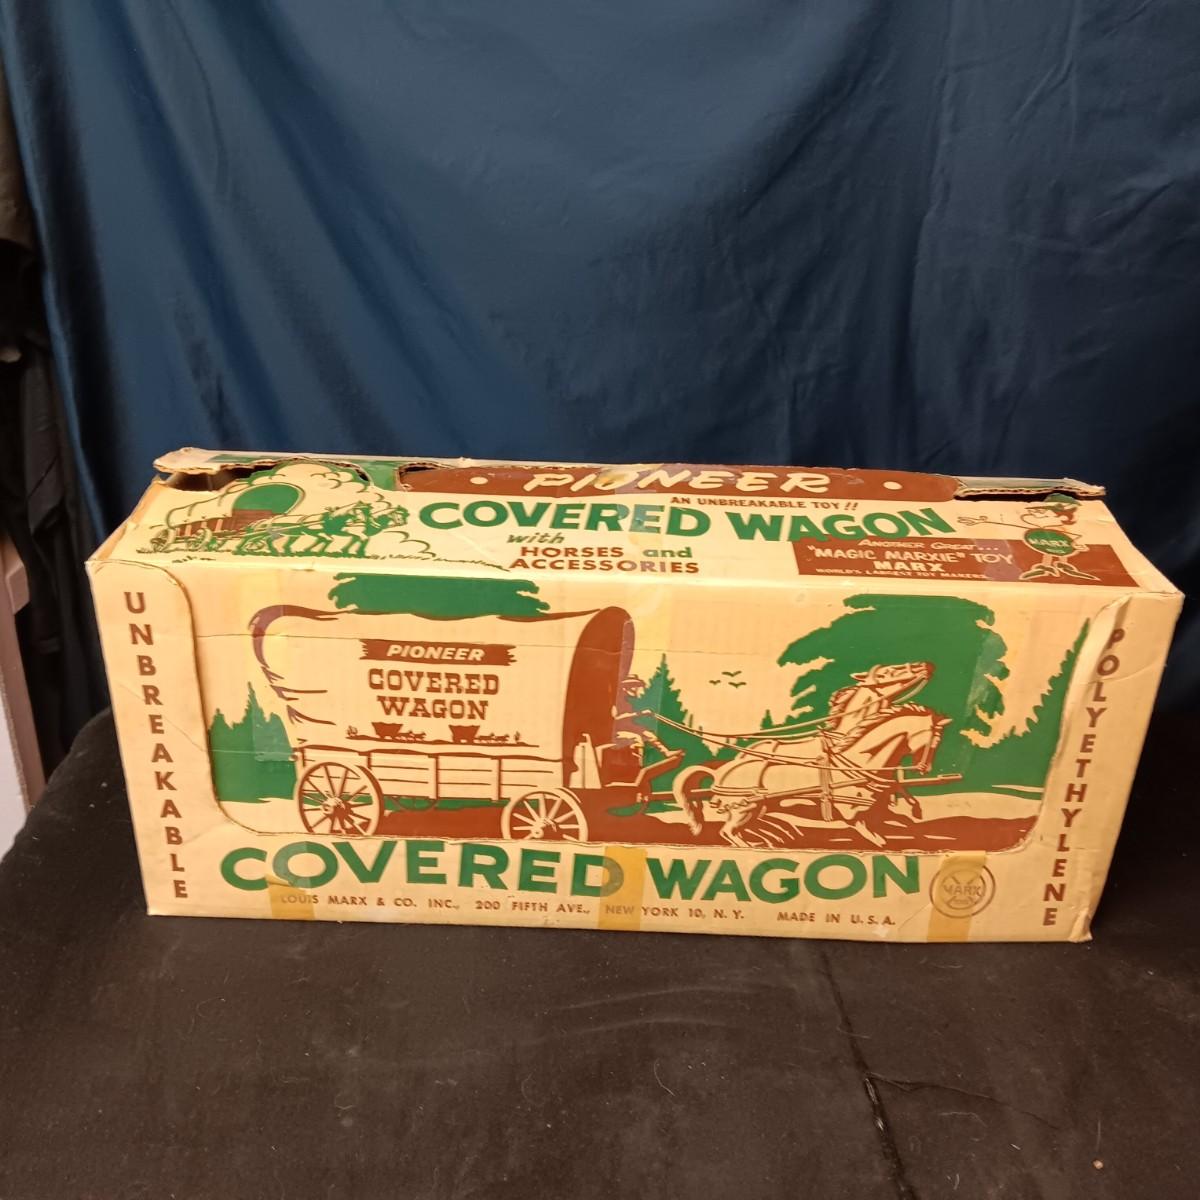 PIONEER
AN UNBREAKABLE TOY!!
COVERED WAGON
with
HORSES and
ACCESSORIES
ANOTHER GREAT...
"MAGIC MARXIE" TOY
MARX
WORLD'S LARGEST TOY MAKERS
MARX
UNBREAKABLE
PIONEER
COVERED
WAGON
POLYETHYLENE
COVERED WAGON
MARX
LOUIS MARX & CO. INC., 200 FIFTH AVE., NEW YORK 10, N. Y. MADE IN U. S. A.